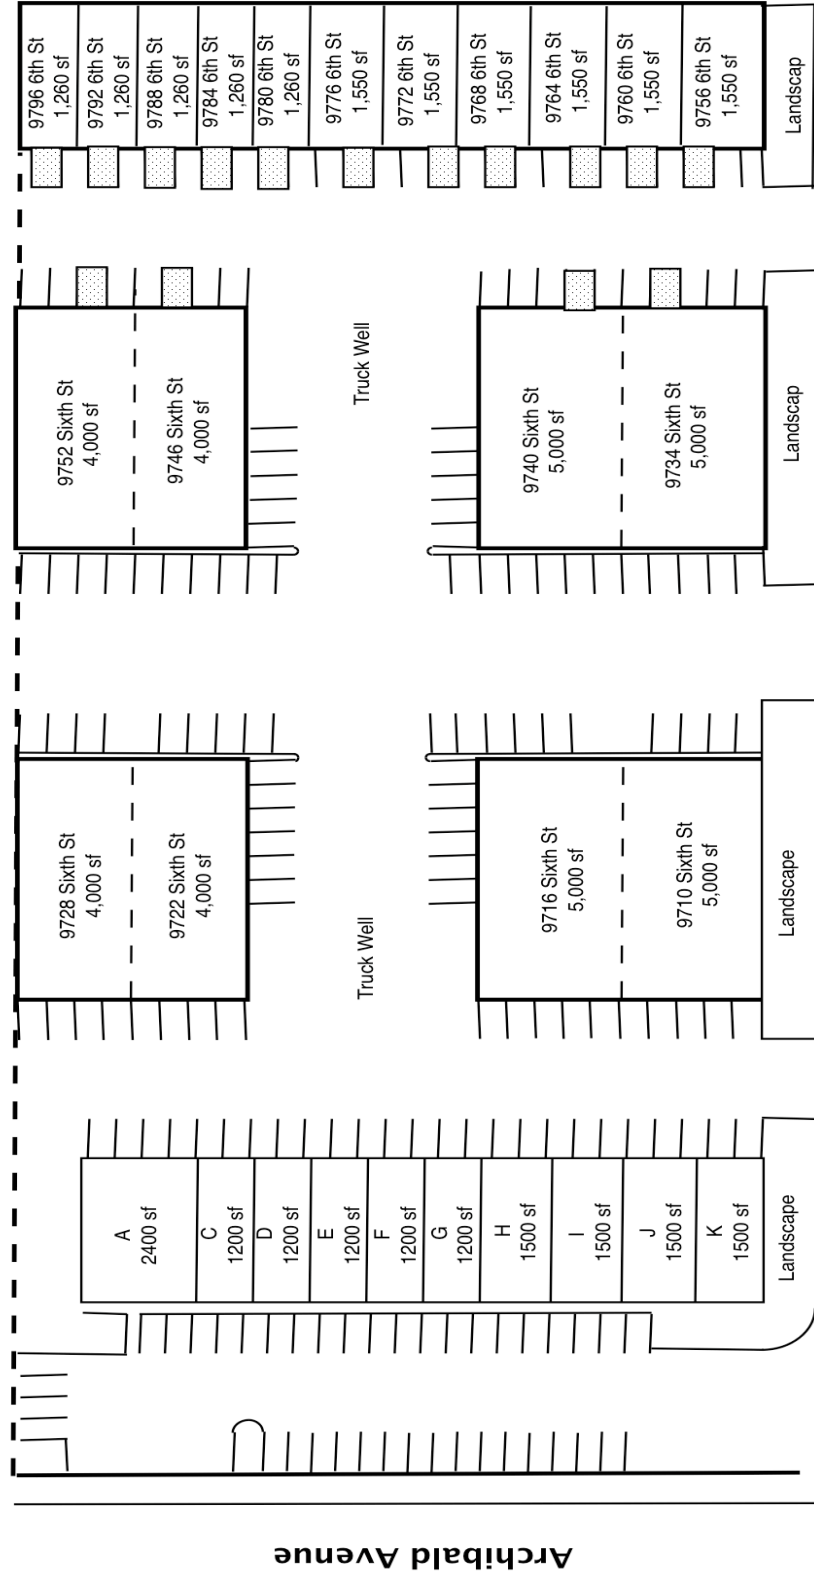 9796 6th St
1,260 sf
9792 6th St
1,260 sf
9788 6th St
1,260 sf
9784 6th St
1,260 sf
9780 6th St
1,260 sf
9776 6th St
1,550 sf
9772 6th St
1,550 sf
9768 6th St
1,550 sf
9764 6th St
1,550 sf
9760 6th St
1,550 sf
9756 6th St
1,550 sf
Landscap
9752 Sixth St
4,000 sf
9746 Sixth St
4,000 sf
Truck Well
9740 Sixth St
5,000 sf
9734 Sixth St
5,000 sf
Landscap
9728 Sixth St
4,000 sf
9722 Sixth St
4,000 sf
Truck Well
9716 Sixth St
5,000 sf
9710 Sixth St
5,000 sf
Landscape
A
2400 sf
C
1200 sf
D
1200 sf
E
1200 sf
F
1200 sf
G
1200 sf
H
1500 sf
I
1500 sf
J
1500 sf
K
1500 sf
Landscape
Archibald Avenue